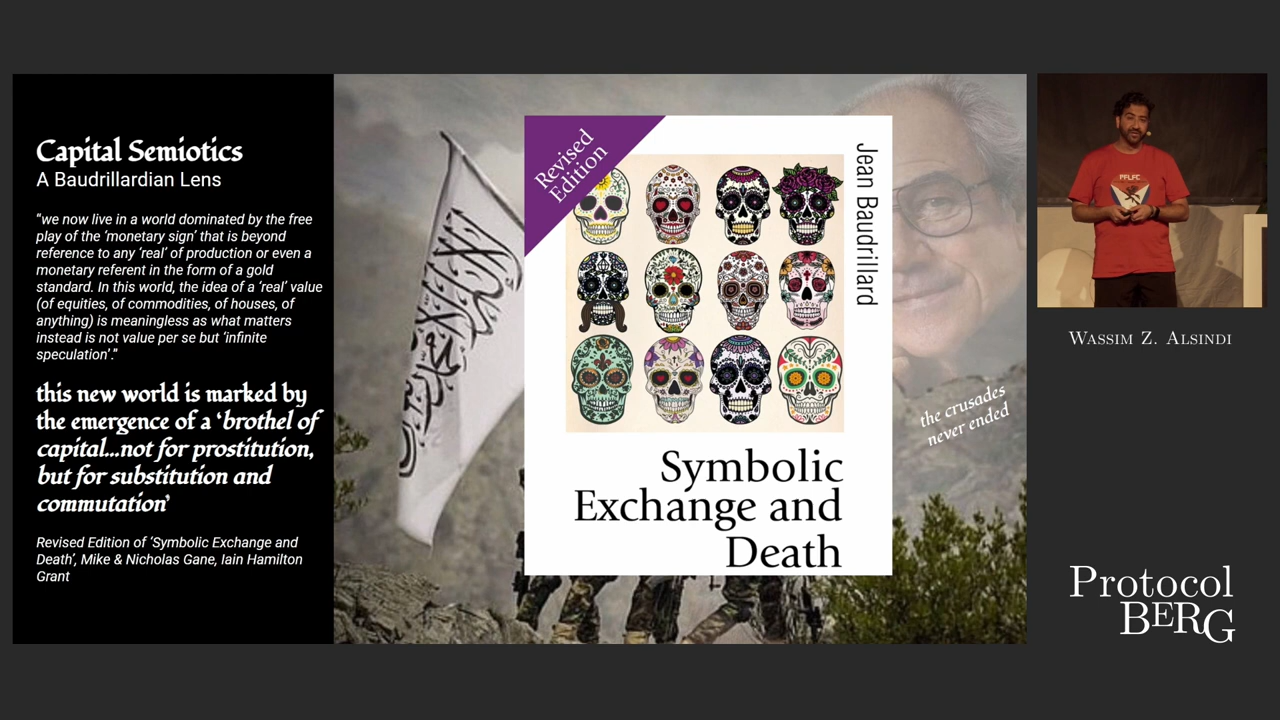 Capital Semiotics
A Baudrillardian Lens
"we now live in a world dominated by the free
play of the 'monetary sign' that is beyond
reference to any 'real' of production or even a
monetary referent in the form of a gold
standard. In this world, the idea of a 'real' value
(of equities, of commodities, of houses, of
anything) is meaningless as what matters
instead is not value per se but 'infinite
speculation'."
this new world is marked by
the emergence of a 'brothel of
capital...not for prostitution,
but for substitution and
commutation'
Revised Edition of 'Symbolic Exchange and
Death', Mike & Nicholas Gane, Iain Hamilton
Grant
Revised
Edition
Jean Baudrillard
Symbolic
Exchange and
Death
the crusades
never ended
PFLFC
WASSIM Z. ALSINDI
Protocol
BERG